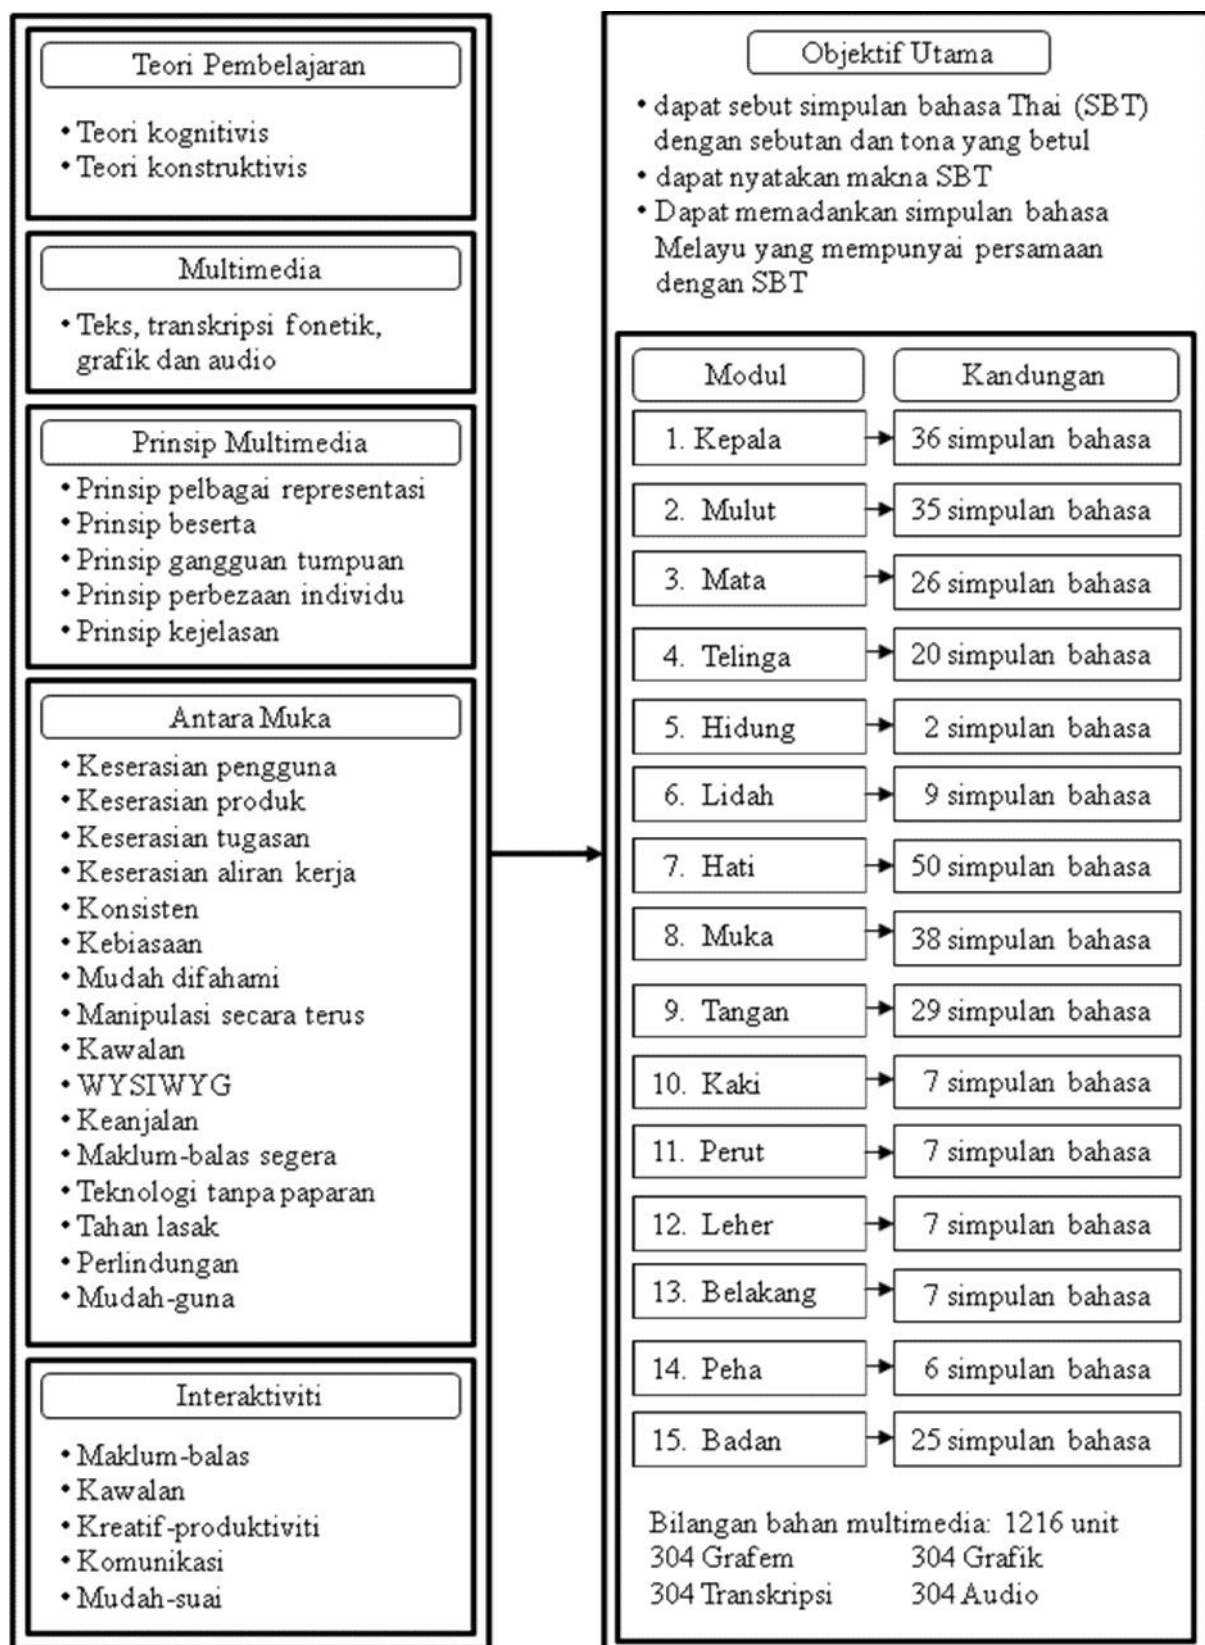 Teori Pembelajaran
• Teori kognitivis
• Teori konstruktivis
Multimedia
• Teks, transkripsi fonetik,
grafik dan audio
Prinsip Multimedia
• Prinsip pelbagai representasi
• Prinsip beserta
• Prinsip gangguan tumpuan
• Prinsip perbezaan individu
• Prinsip kejelasan
Antara Muka
• Keserasian pengguna
• Keserasian produk
• Keserasian tugasan
• Keserasian aliran kerja
• Konsisten
• Kebiasaan
• Mudah difahami
• Manipulasi secara terus
• Kawalan
• WYSIWYG
• Keanjalan
• Maklum-balas segera
• Teknologi tanpa paparan
• Tahan lasak
• Perlindungan
• Mudah-guna
Interaktiviti
• Maklum-balas
• Kawalan
• Kreatif-produktiviti
• Komunikasi
• Mudah-suai
Objektif Utama
• dapat sebut simpulan bahasa Thai (SBT)
dengan sebutan dan tona yang betul
• dapat nyatakan makna SBT
• Dapat memadankan simpulan bahasa
Melayu yang mempunyai persamaan
dengan SBT
Modul Kandungan
1. Kepala 36 simpulan bahasa
2. Mulut 35 simpulan bahasa
3. Mata 26 simpulan bahasa
4. Telinga 20 simpulan bahasa
5. Hidung 2 simpulan bahasa
6. Lidah 9 simpulan bahasa
7. Hati 50 simpulan bahasa
8. Muka 38 simpulan bahasa
9. Tangan 29 simpulan bahasa
10. Kaki 7 simpulan bahasa
11. Perut 7 simpulan bahasa
12. Leher 7 simpulan bahasa
13. Belakang 7 simpulan bahasa
14. Peha 6 simpulan bahasa
15. Badan 25 simpulan bahasa
Bilangan bahan multimedia: 1216 unit
304 Grafem 304 Grafik
304 Transkripsi 304 Audio